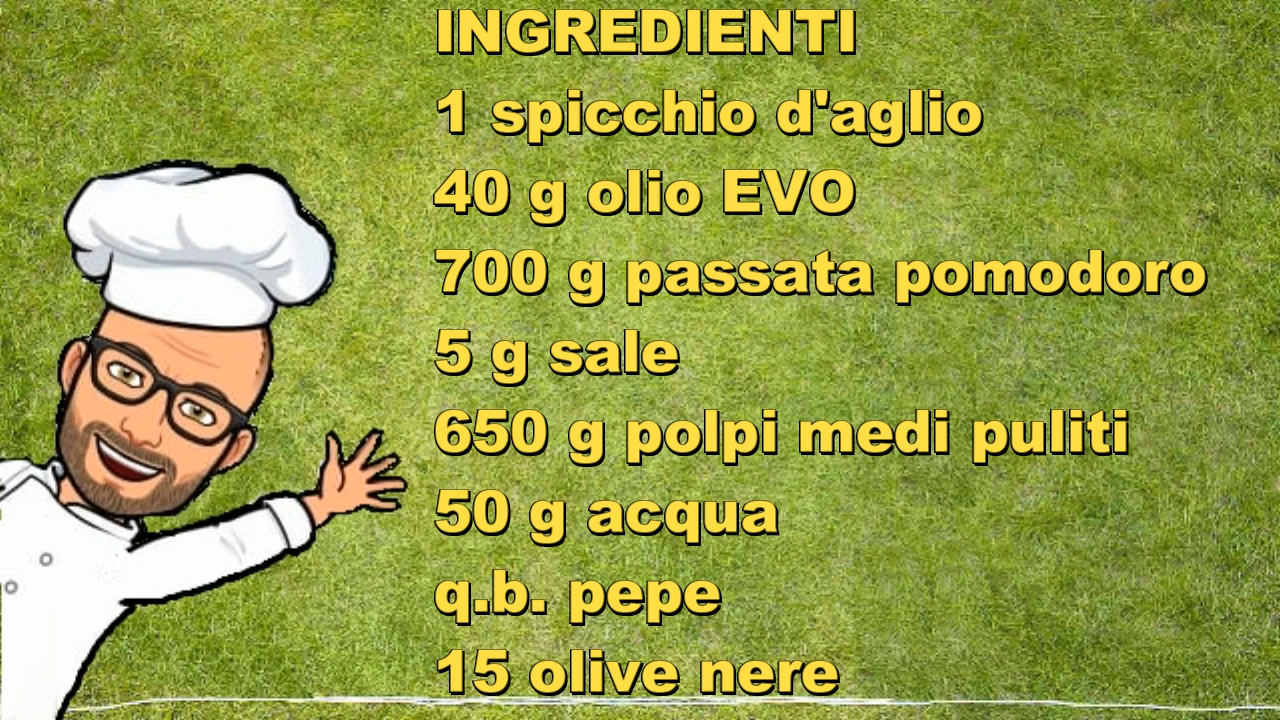 INGREDIENTI
1 spicchio d'aglio
40 g olio EVO
700 g passata pomodoro
5 g sale
650 g polpi medi puliti
50 g acqua
q.b. pepe
15 olive nere